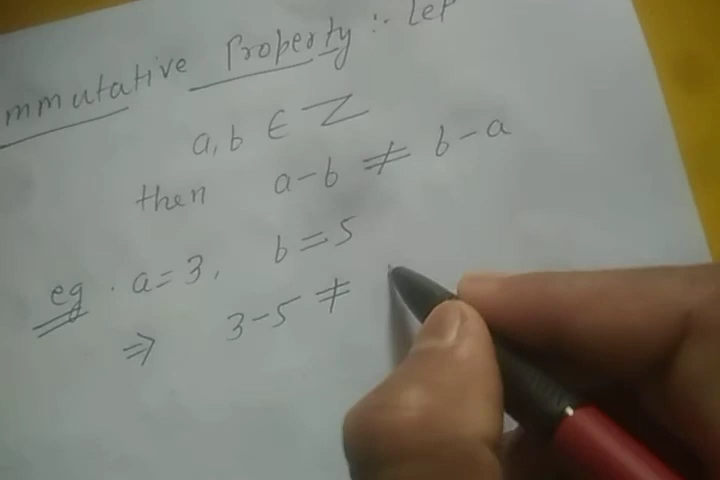 mmutative Property :- Let
a, b ∈ Z
then a-b ≠ b-a
eg. a=3, b=5
⇒ 3-5 ≠